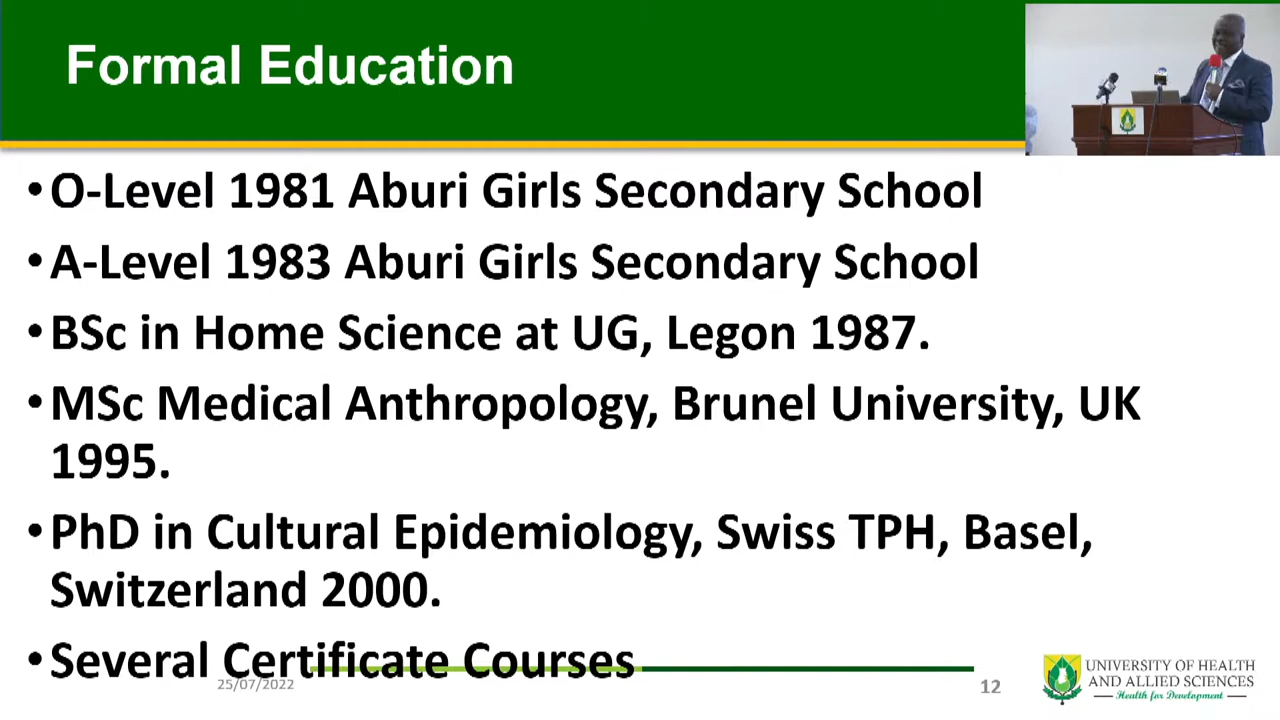 Formal Education
•O-Level 1981 Aburi Girls Secondary School
•A-Level 1983 Aburi Girls Secondary School
•BSc in Home Science at UG, Legon 1987.
•MSc Medical Anthropology, Brunel University, UK
1995.
•PhD in Cultural Epidemiology, Swiss TPH, Basel,
Switzerland 2000.
•Several Certificate Courses
25/07/2022
12
UNIVERSITY OF HEALTH
AND ALLIED SCIENCES
Health for Development